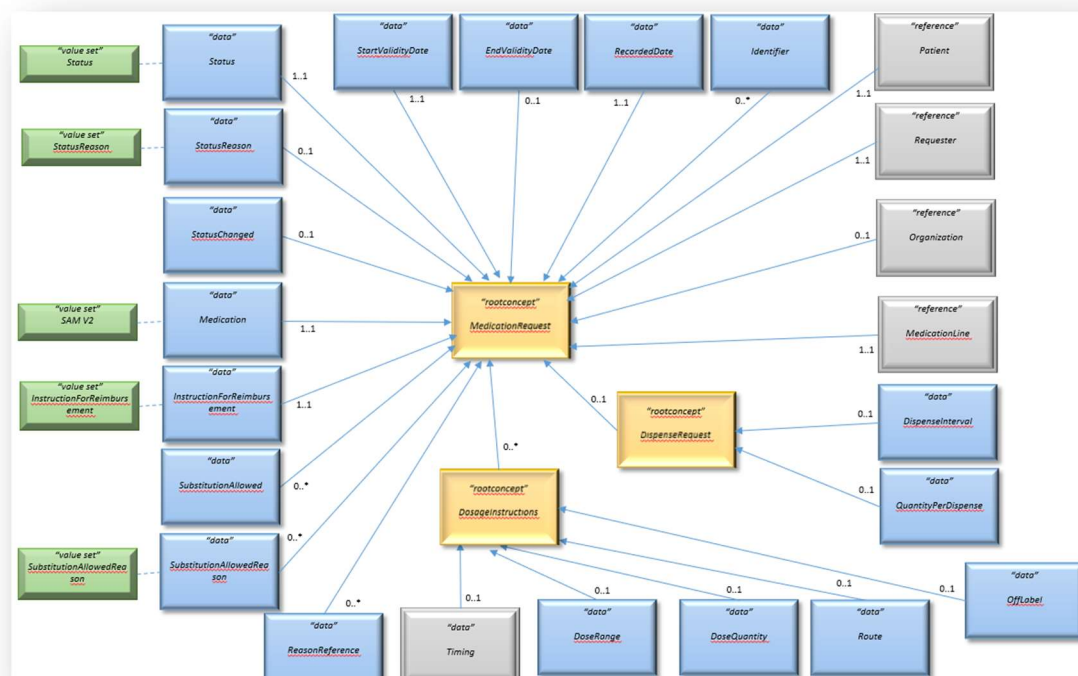 "value set"
Status
"data"
Status
"data"
StartValidityDate
"data"
EndValidityDate
"data"
RecordedDate
"data"
Identifier
"reference"
Patient
1..1
1..1
0..1
1..1
0..*
1..1
"value set"
StatusReason
"data"
StatusReason
0..1
"reference"
Requester
1..1
"data"
StatusChanged
0..1
"reference"
Organization
0..1
"value set"
SAM V2
"data"
Medication
1..1
"rootconcept"
MedicationRequest
"reference"
MedicationLine
1..1
"value set"
InstructionForReimburs
ement
"data"
InstructionForReimburs
ement
1..1
0..1
"rootconcept"
DispenseRequest
"data"
DispenseInterval
0..1
"data"
SubstitutionAllowed
0..*
0..*
"rootconcept"
DosageInstructions
"data"
QuantityPerDispense
0..1
"value set"
SubstitutionAllowedRea
son
"data"
SubstitutionAllowedRea
son
0..*
0..*
"data"
ReasonReference
0..1
"data"
Timing
0..1
"data"
DoseRange
0..1
"data"
DoseQuantity
0..1
"data"
Route
0..1
"data"
OffLabel